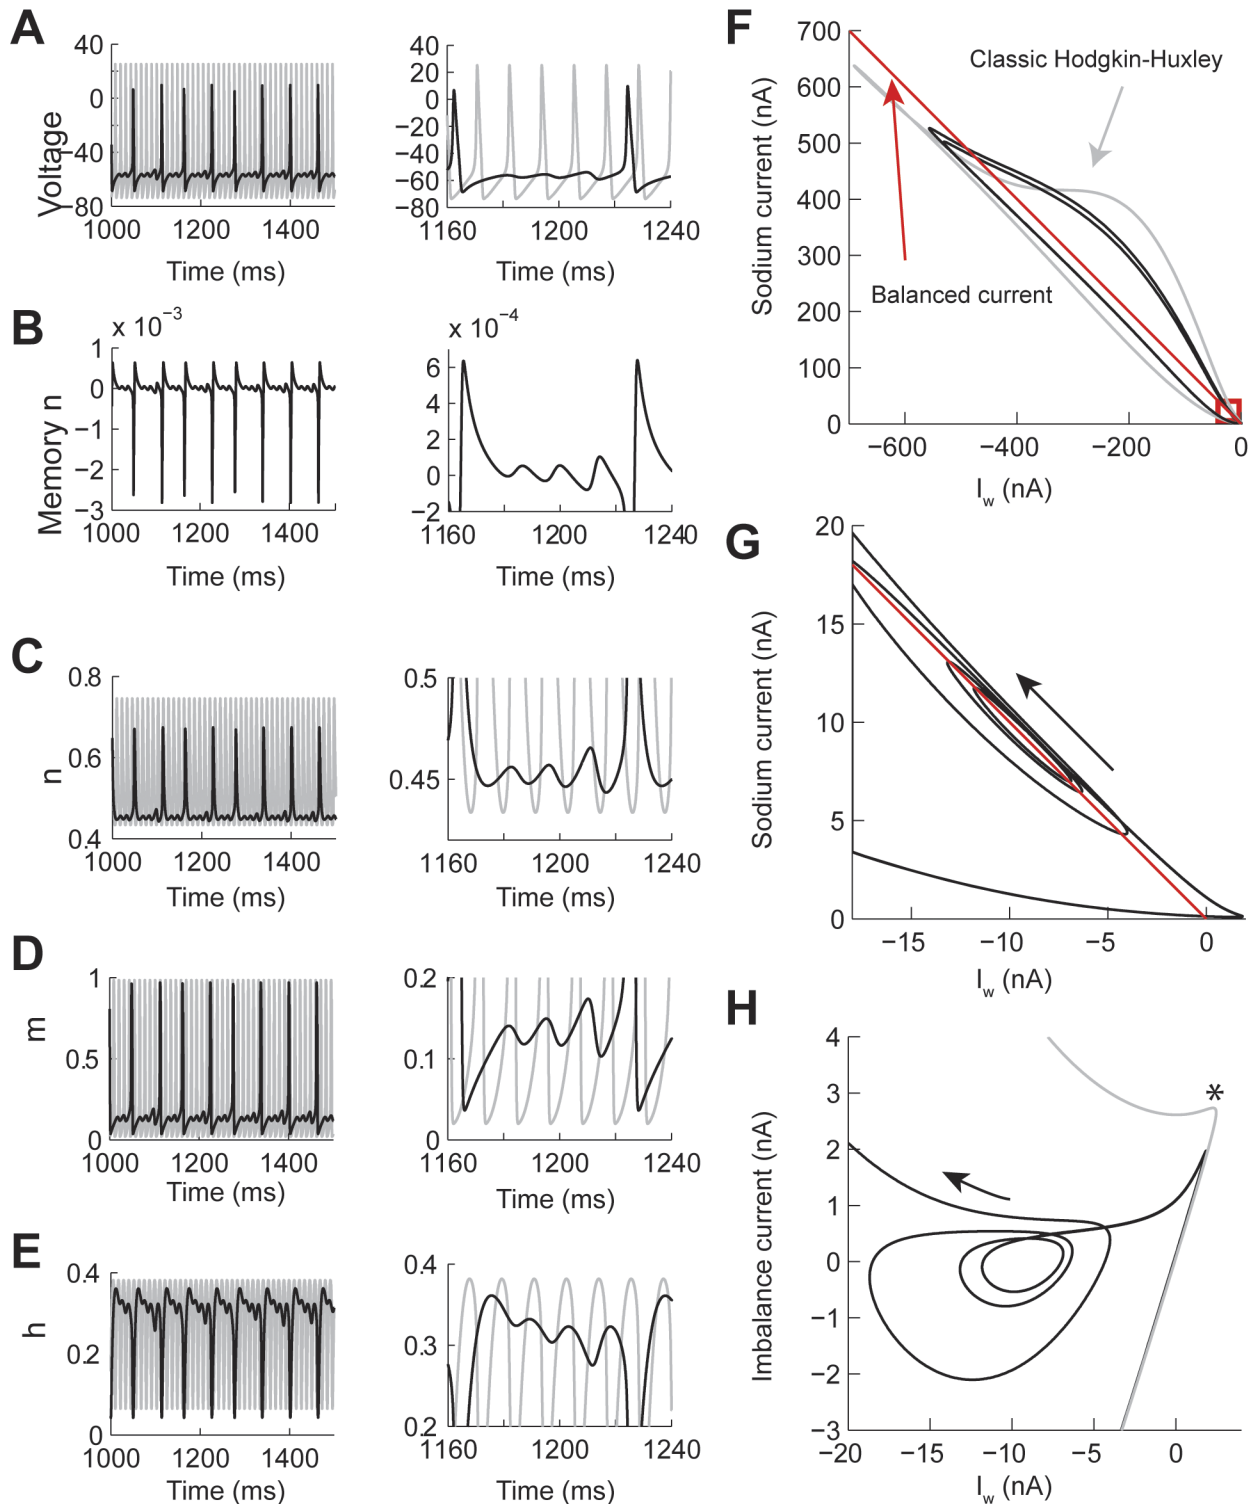 A
Voltage
40
0
−40
−80
1000 1200 1400
Time (ms)
40
20
0
−20
−40
−60
−80
1160 1200 1240
Time (ms)
B
Memory n
x 10−3
1
0
−1
−2
−3
1000 1200 1400
Time (ms)
x 10−4
6
4
2
0
−2
1160 1200 1240
Time (ms)
C
n
0.8
0.6
0.4
1000 1200 1400
Time (ms)
0.5
0.45
1160 1200 1240
Time (ms)
D
m
1
0.5
0
1000 1200 1400
Time (ms)
0.2
0.1
0
1160 1200 1240
Time (ms)
E
h
0.4
0.2
0
1000 1200 1400
Time (ms)
0.4
0.3
0.2
1160 1200 1240
Time (ms)
F
Sodium current (nA)
700
600
500
400
300
200
100
0
Classic Hodgkin-Huxley
Balanced current
−600 −400 −200 0
Iw (nA)
G
Sodium current (nA)
20
15
10
5
0
−15 −10 −5 0
Iw (nA)
H
Imbalance current (nA)
4
3
2
1
0
−1
−2
−3
*
−20 −15 −10 −5 0
Iw (nA)